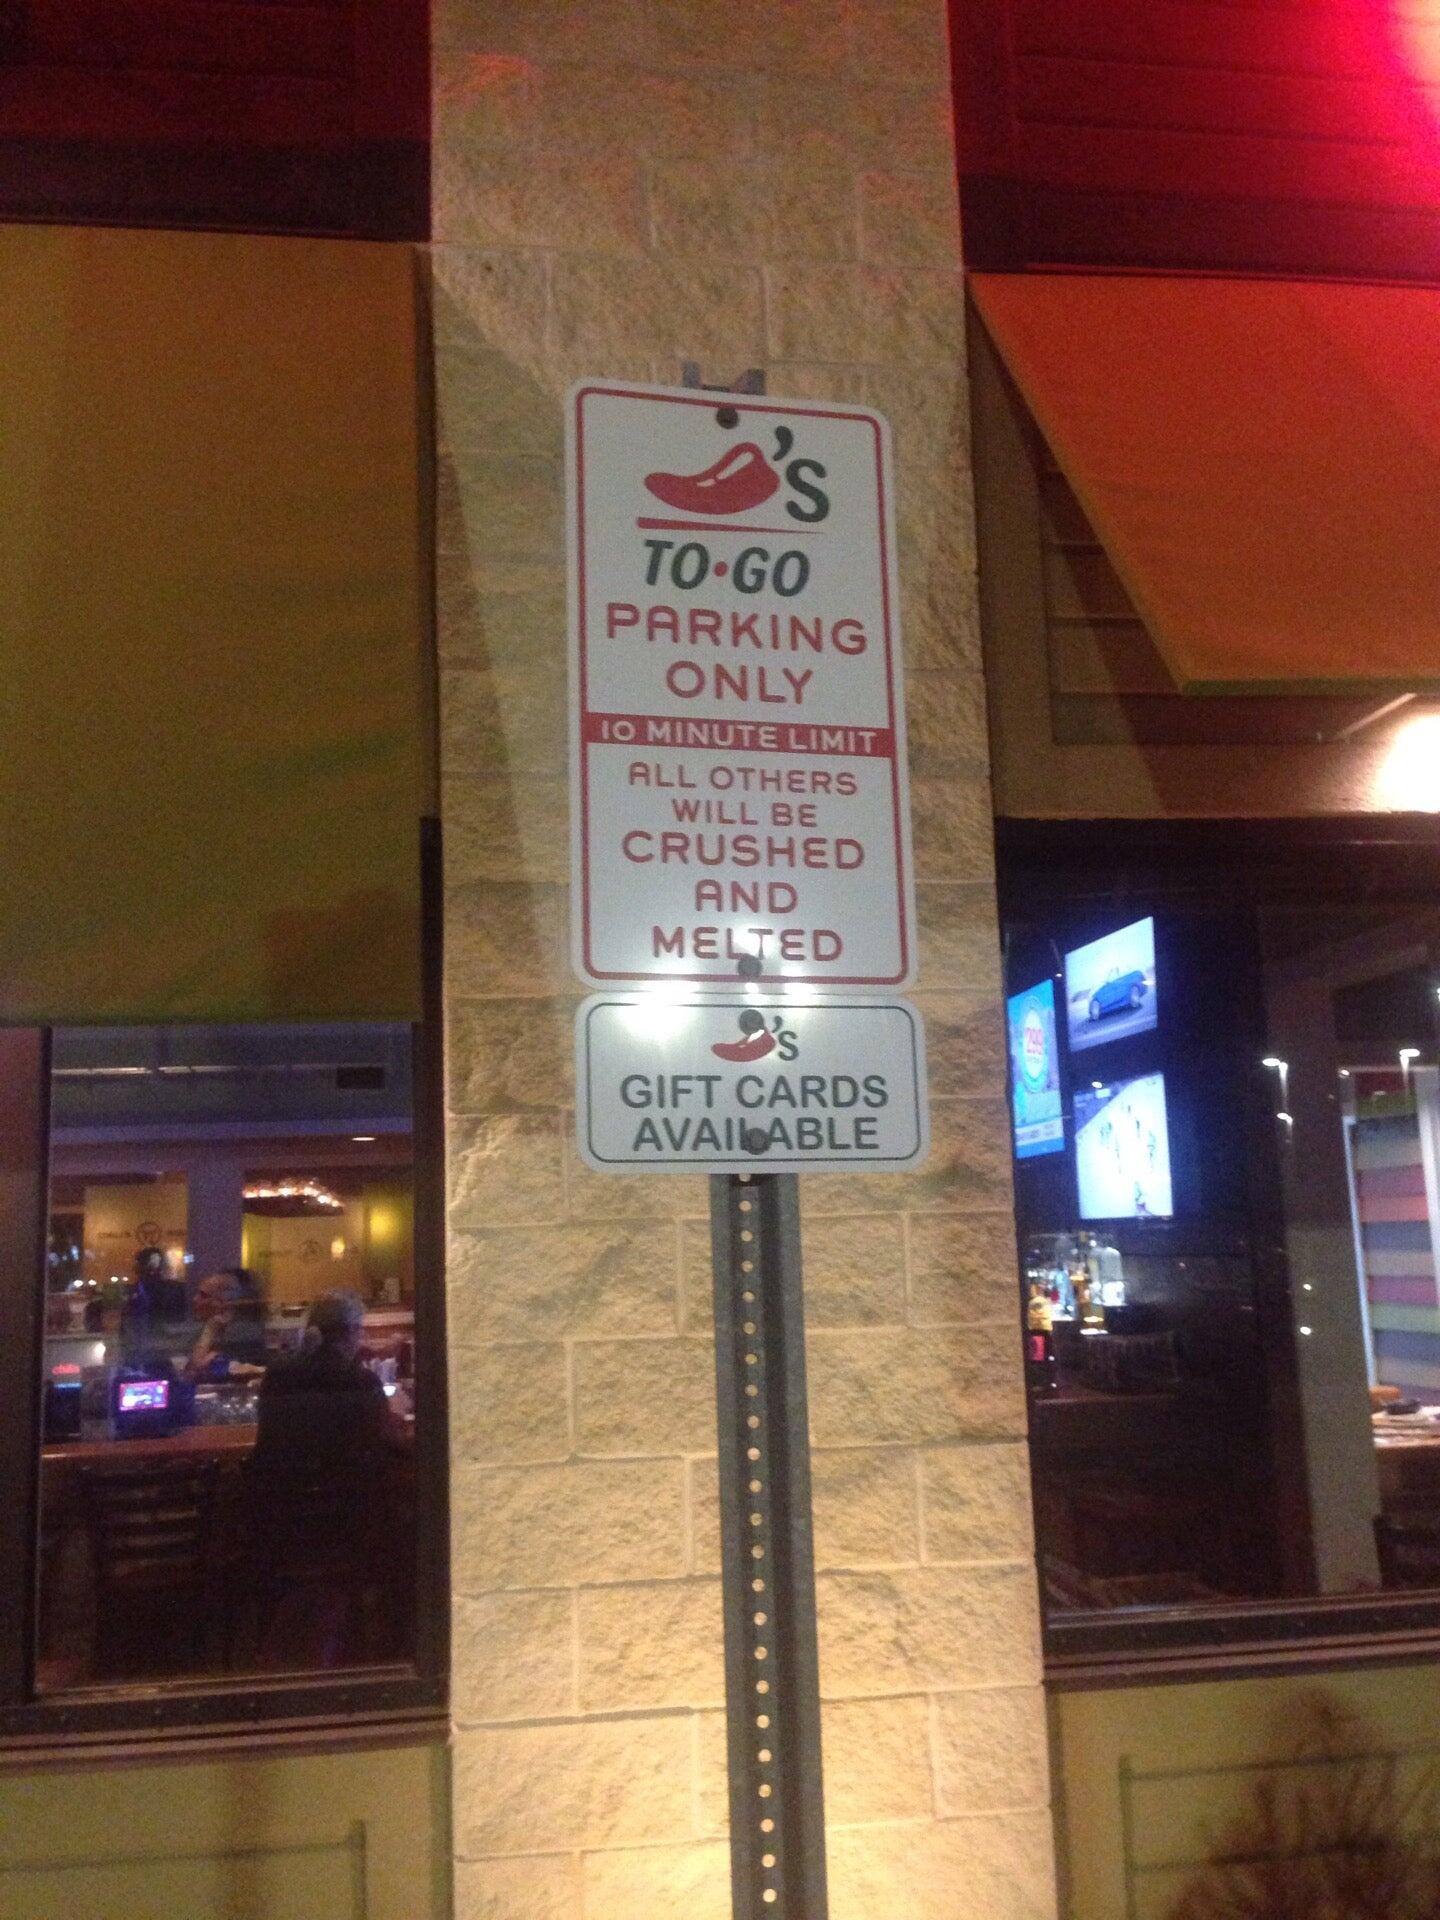 'S
TO•GO
PARKING
ONLY
10 MINUTE LIMIT
ALL OTHERS
WILL BE
CRUSHED
AND
MELTED
'S
GIFT CARDS
AVAILABLE